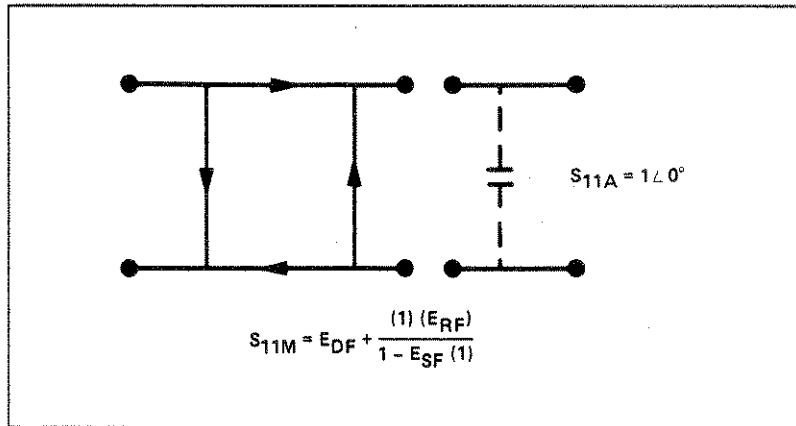 S11A = 1∠0°
S11M = EDF + (1) (ERF) / 1 − ESF (1)